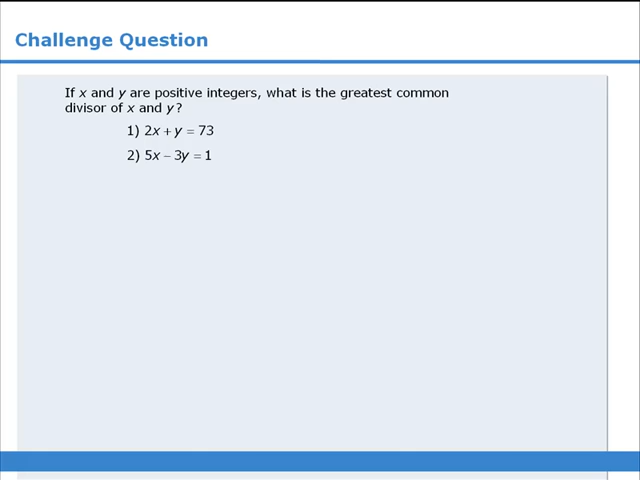 Challenge Question
If x and y are positive integers, what is the greatest common
divisor of x and y?
1) 2x + y = 73
2) 5x – 3y = 1